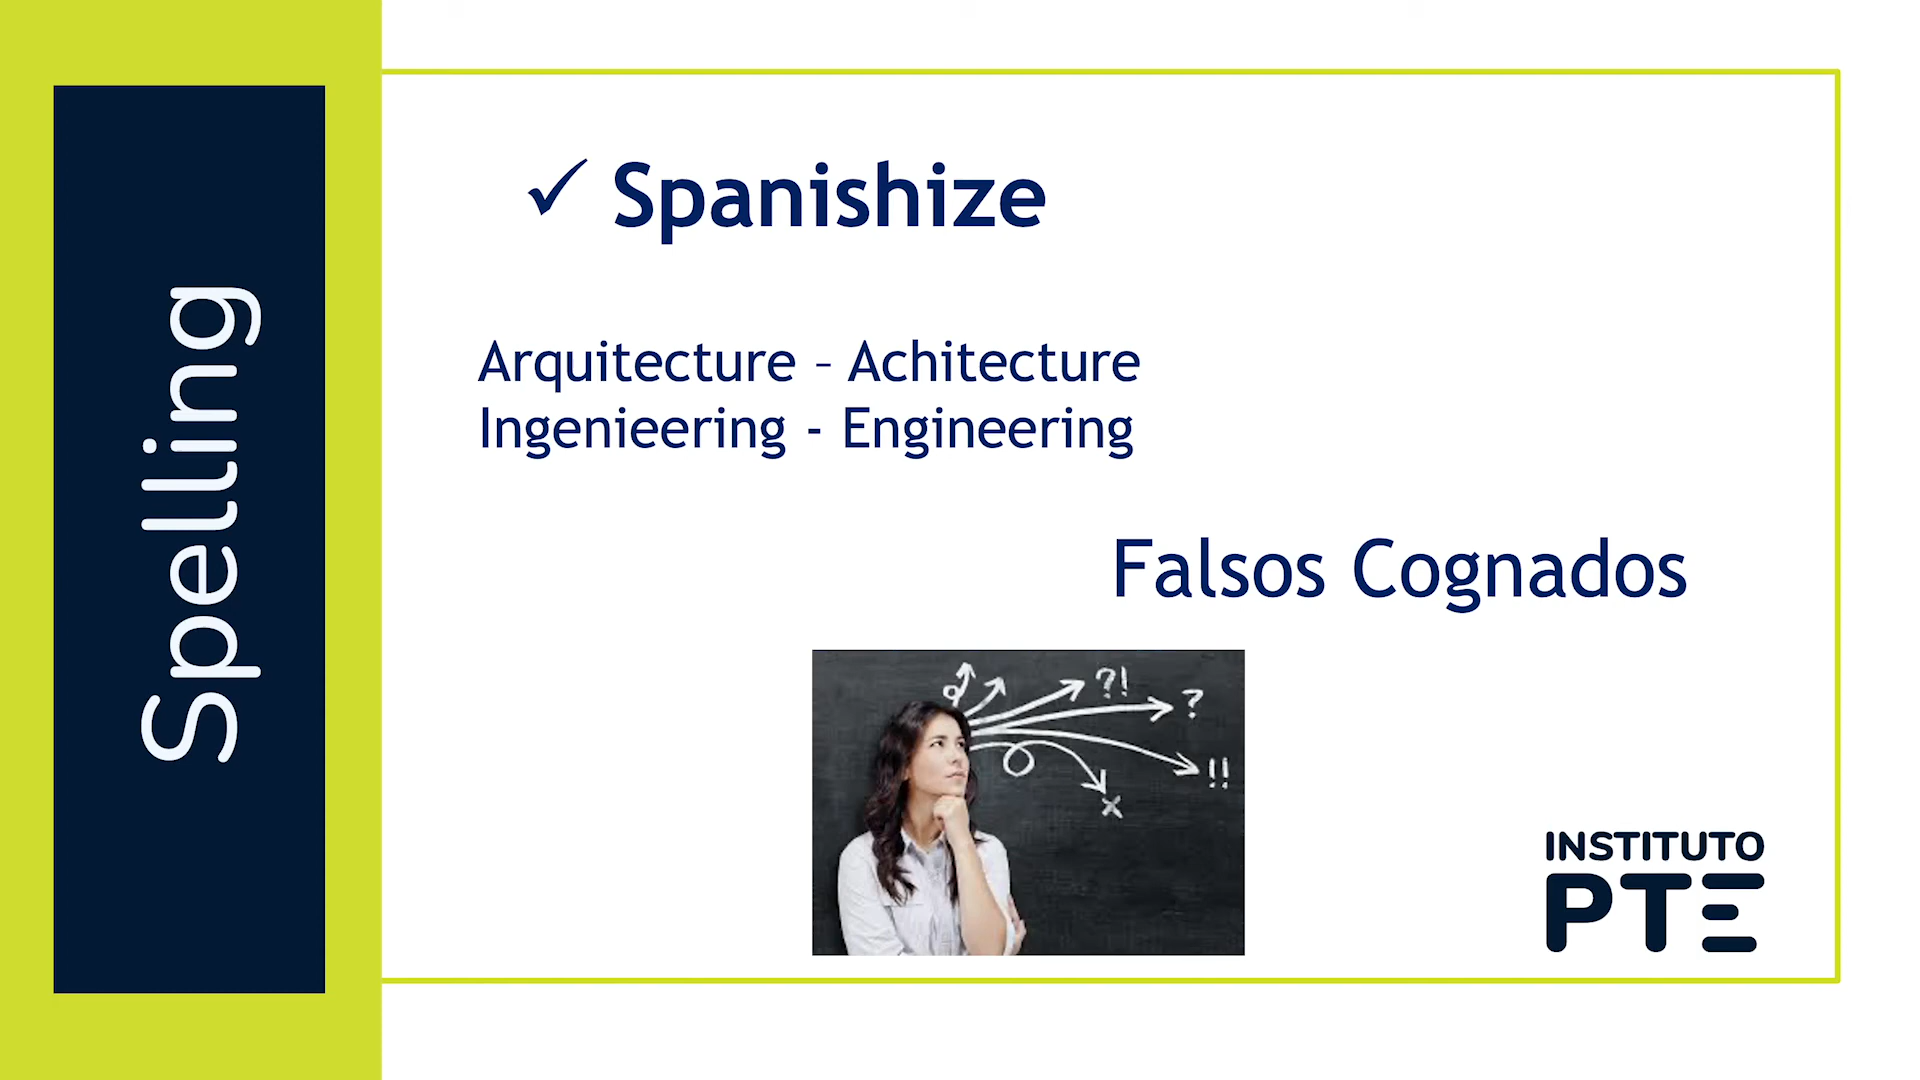 Spelling
✓ Spanishize
Arquitecture – Achitecture
Ingenieering - Engineering
Falsos Cognados
?!
?
!!
x
INSTITUTO
PTE